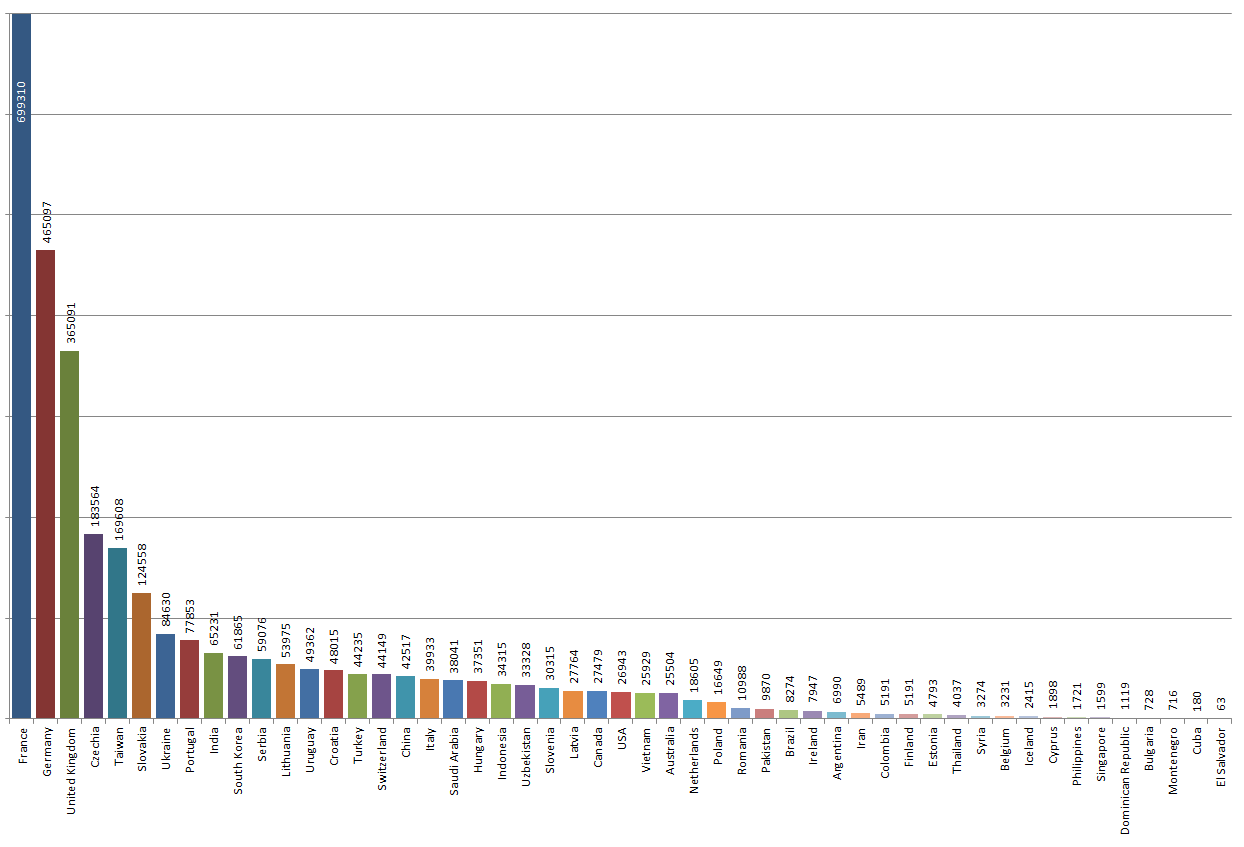 699310
465097
365091
183564
169608
124558
84630
77853
65231
61865
59076
53975
49362
48015
44235
44149
42517
39933
38041
37351
34315
33328
30315
27764
27479
26943
25929
25504
18605
16649
10988
9870
8274
7947
6990
5489
5191
5191
4793
4037
3274
3231
2415
1898
1721
1599
1119
728
716
180
63
France
Germany
United Kingdom
Czechia
Taiwan
Slovakia
Ukraine
Portugal
India
South Korea
Serbia
Lithuania
Uruguay
Croatia
Turkey
Switzerland
China
Italy
Saudi Arabia
Hungary
Indonesia
Uzbekistan
Slovenia
Latvia
Canada
USA
Vietnam
Australia
Netherlands
Poland
Romania
Pakistan
Brazil
Ireland
Argentina
Iran
Colombia
Finland
Estonia
Thailand
Syria
Belgium
Iceland
Cyprus
Philippines
Singapore
Dominican Republic
Bulgaria
Montenegro
Cuba
El Salvador